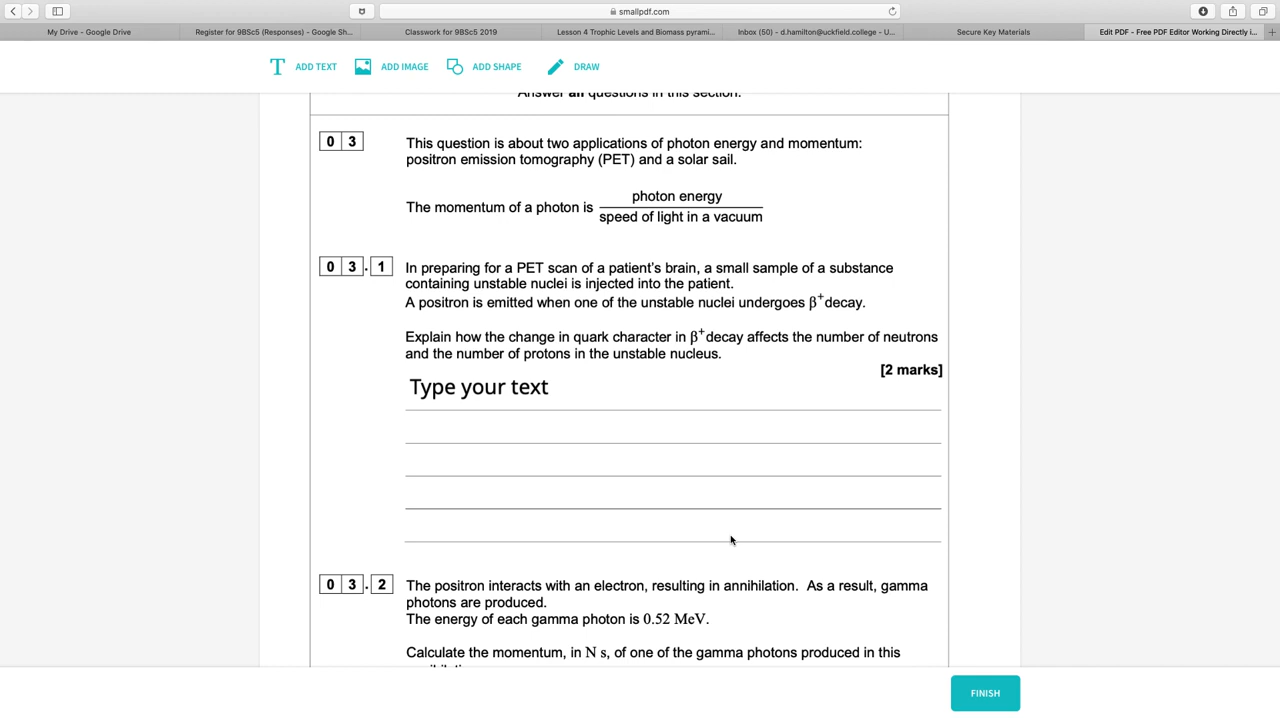 smallpdf.com
My Drive - Google Drive
Register for 9BSc5 (Responses) - Google Sh...
Classwork for 9BSc5 2019
Lesson 4 Trophic Levels and Biomass pyrami...
Inbox (50) - d.hamilton@uckfield.college - U...
Secure Key Materials
Edit PDF - Free PDF Editor Working Directly i...
T ADD TEXT ADD IMAGE ADD SHAPE DRAW
Answer all questions in this section.
0 3 This question is about two applications of photon energy and momentum:
positron emission tomography (PET) and a solar sail.
photon energy
The momentum of a photon is
speed of light in a vacuum
0 3 . 1 In preparing for a PET scan of a patient's brain, a small sample of a substance
containing unstable nuclei is injected into the patient.
A positron is emitted when one of the unstable nuclei undergoes β⁺ decay.
Explain how the change in quark character in β⁺ decay affects the number of neutrons
and the number of protons in the unstable nucleus.
[2 marks]
Type your text
0 3 . 2 The positron interacts with an electron, resulting in annihilation. As a result, gamma
photons are produced.
The energy of each gamma photon is 0.52 MeV.
Calculate the momentum, in N s, of one of the gamma photons produced in this
FINISH